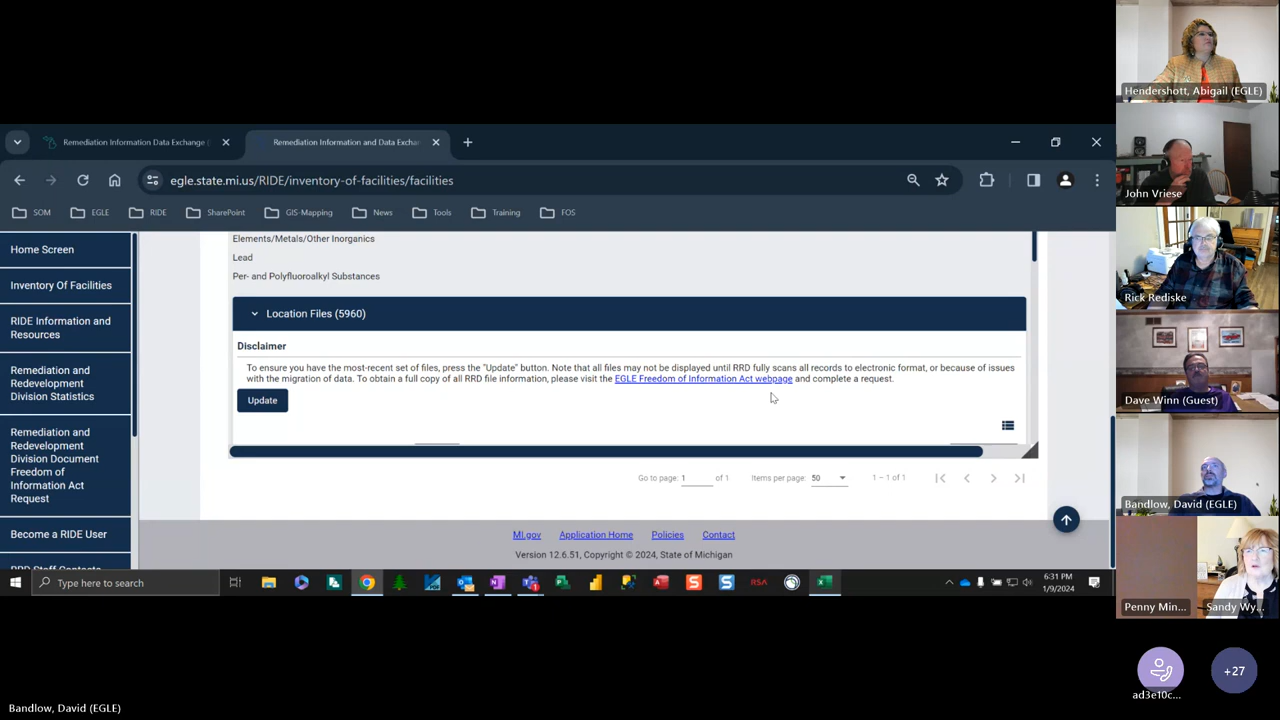 Remediation Information Data Exchange
Remediation Information and Data Exchan
egle.state.mi.us/RIDE/inventory-of-facilities/facilities
SOM
EGLE
RIDE
SharePoint
GIS-Mapping
News
Tools
Training
FOS
Home Screen
Inventory Of Facilities
RIDE Information and
Resources
Remediation and
Redevelopment
Division Statistics
Remediation and
Redevelopment
Division Document
Freedom of
Information Act
Request
Become a RIDE User
RRD Staff Contacts
Elements/Metals/Other Inorganics
Lead
Per- and Polyfluoroalkyl Substances
Location Files (5960)
Disclaimer
To ensure you have the most-recent set of files, press the "Update" button. Note that all files may not be displayed until RRD fully scans all records to electronic format, or because of issues
with the migration of data. To obtain a full copy of all RRD file information, please visit the EGLE Freedom of Information Act webpage and complete a request.
Update
Go to page: 1 of 1 Items per page: 50 1 – 1 of 1
MI.gov Application Home Policies Contact
Version 12.6.51, Copyright © 2024, State of Michigan
Type here to search
RSA
6:31 PM
1/9/2024
Hendershott, Abigail (EGLE)
John Vriese
Rick Rediske
Dave Winn (Guest)
Bandlow, David (EGLE)
Penny Min...
Sandy Wy...
ad3e10c...
+27
Bandlow, David (EGLE)